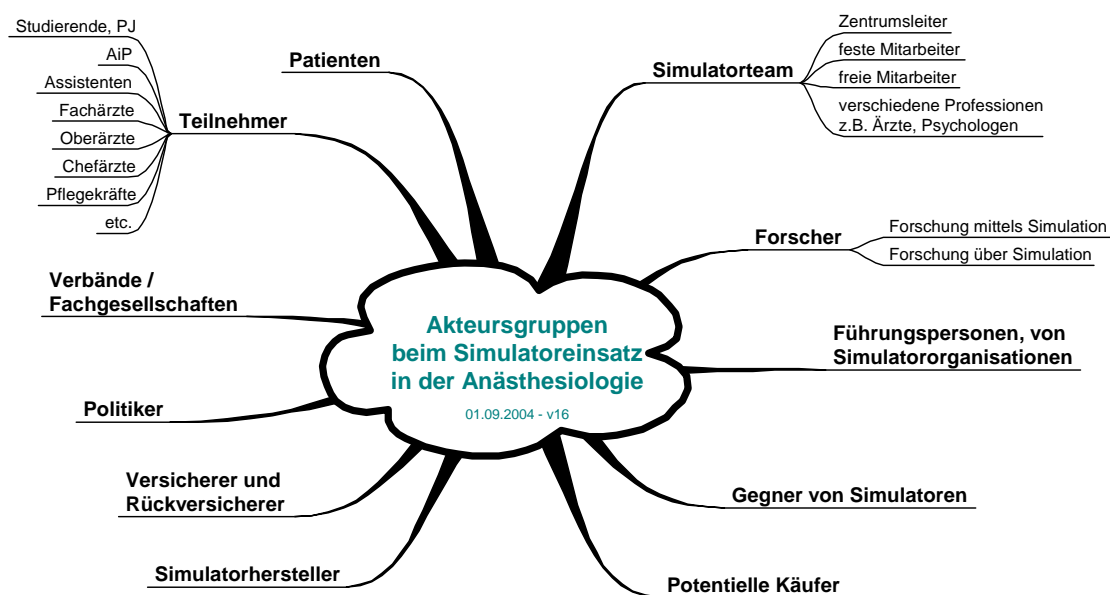 Akteursgruppen
beim Simulatoreinsatz
in der Anästhesiologie
01.09.2004 - v16
Simulatorteam
Zentrumsleiter
feste Mitarbeiter
freie Mitarbeiter
verschiedene Professionen
z.B. Ärzte, Psychologen
Forscher
Forschung mittels Simulation
Forschung über Simulation
Führungspersonen, von
Simulatororganisationen
Gegner von Simulatoren
Potentielle Käufer
Simulatorhersteller
Versicherer und
Rückversicherer
Politiker
Verbände /
Fachgesellschaften
Teilnehmer
Studierende, PJ
AiP
Assistenten
Fachärzte
Oberärzte
Chefärzte
Pflegekräfte
etc.
Patienten